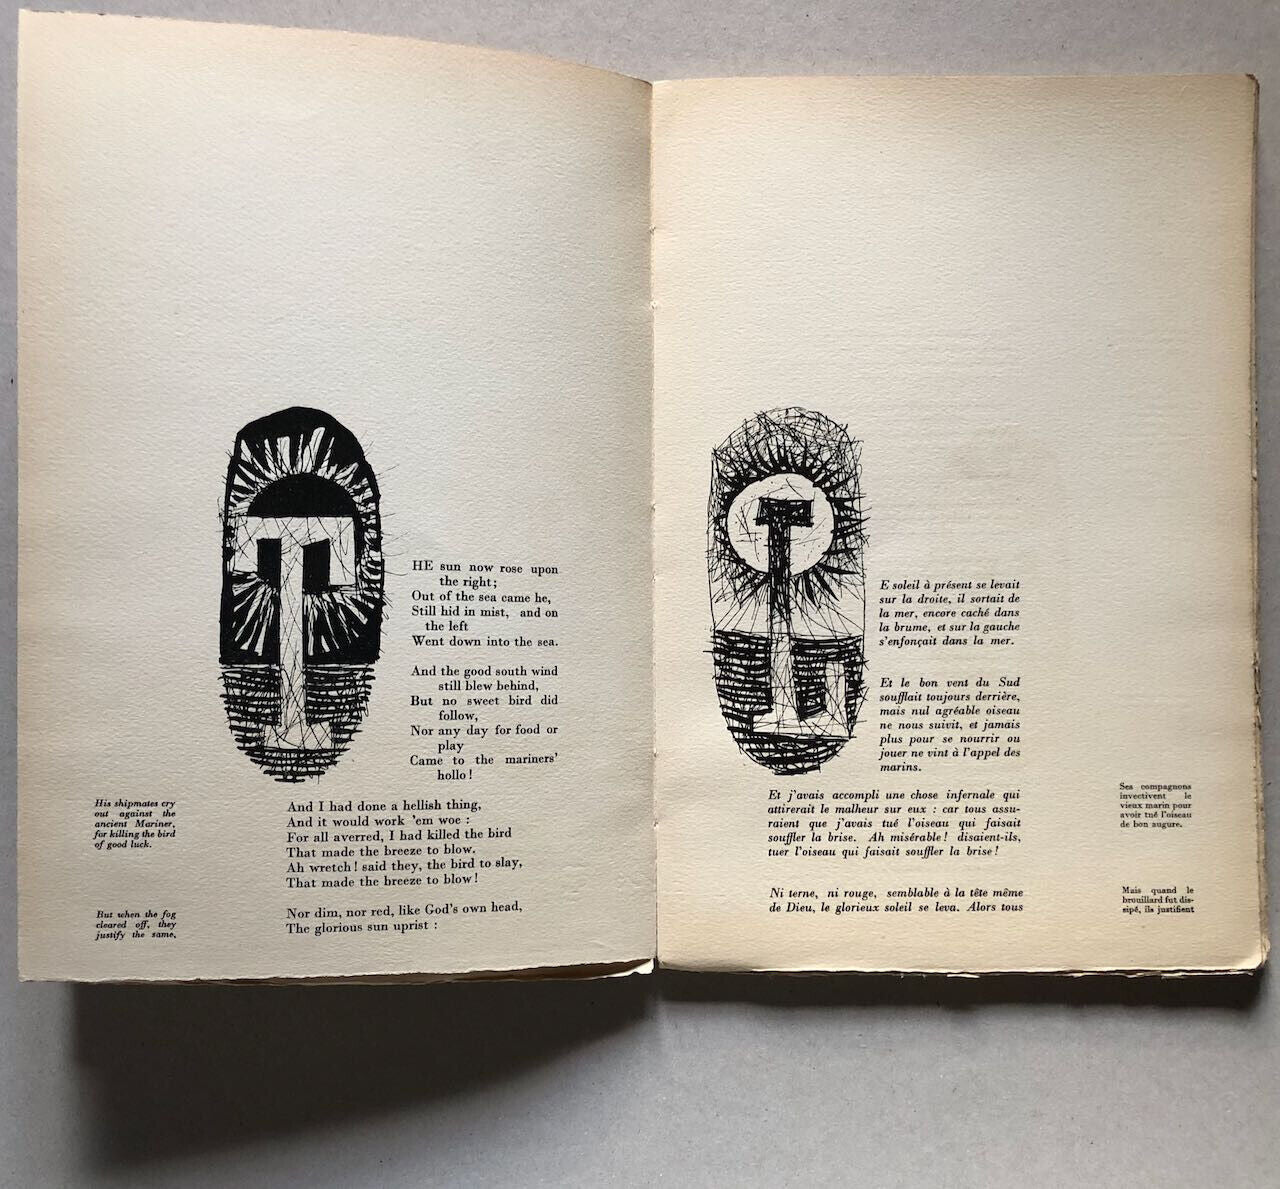 THE sun now rose upon
the right;
Out of the sea came he,
Still hid in mist, and on
the left
Went down into the sea.
And the good south wind
still blew behind,
But no sweet bird did
follow,
Nor any day for food or
play
Came to the mariners'
hollo !
His shipmates cry
out against the
ancient Mariner,
for killing the bird
of good luck.
And I had done a hellish thing,
And it would work 'em woe :
For all averred, I had killed the bird
That made the breeze to blow.
Ah wretch ! said they, the bird to slay,
That made the breeze to blow !
But when the fog
cleared off, they
justify the same,
Nor dim, nor red, like God's own head,
The glorious sun uprist :
LE soleil à présent se levait
sur la droite, il sortait de
la mer, encore caché dans
la brume, et sur la gauche
s'enfonçait dans la mer.
Et le bon vent du Sud
soufflait toujours derrière,
mais nul agréable oiseau
ne nous suivit, et jamais
plus pour se nourrir ou
jouer ne vint à l'appel des
marins.
Et j'avais accompli une chose infernale qui
attirerait le malheur sur eux : car tous assu-
raient que j'avais tué l'oiseau qui faisait
souffler la brise. Ah misérable ! disaient-ils,
tuer l'oiseau qui faisait souffler la brise !
Ses compagnons
invectivent le
vieux marin pour
avoir tué l'oiseau
de bon augure.
Ni terne, ni rouge, semblable à la tête même
de Dieu, le glorieux soleil se leva. Alors tous
Mais quand le
brouillard fut dis-
sipé, ils justifient